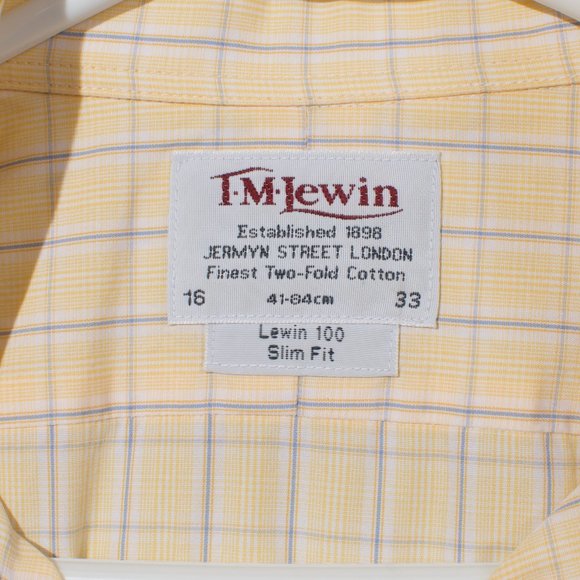 T·M·Lewin
Established 1898
JERMYN STREET LONDON
Finest Two-Fold Cotton
16 41-84cm 33
Lewin 100
Slim Fit